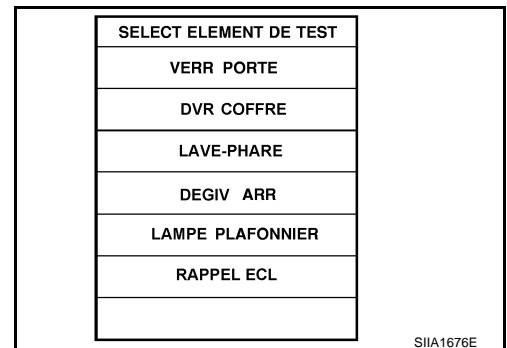 SELECT ELEMENT DE TEST
VERR PORTE
DVR COFFRE
LAVE-PHARE
DEGIV ARR
LAMPE PLAFONNIER
RAPPEL ECL
SIIA1676E